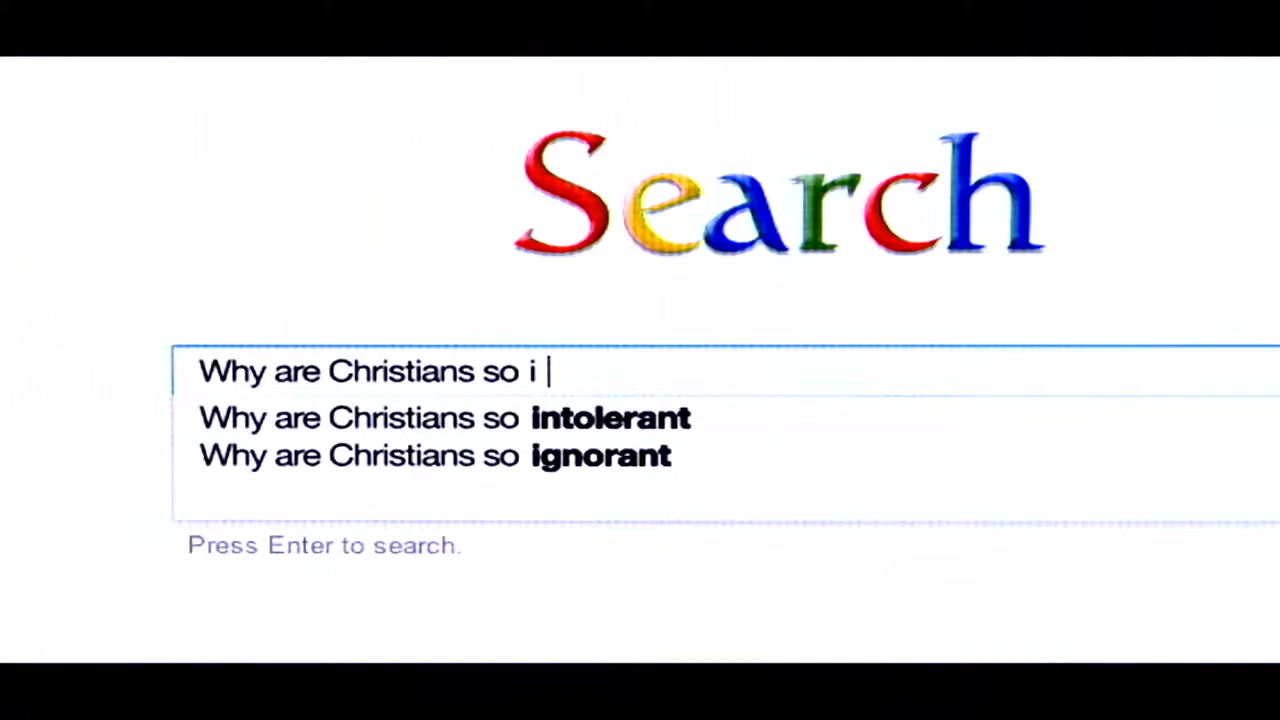 Search
Why are Christians so i
Why are Christians so intolerant
Why are Christians so ignorant
Press Enter to search.